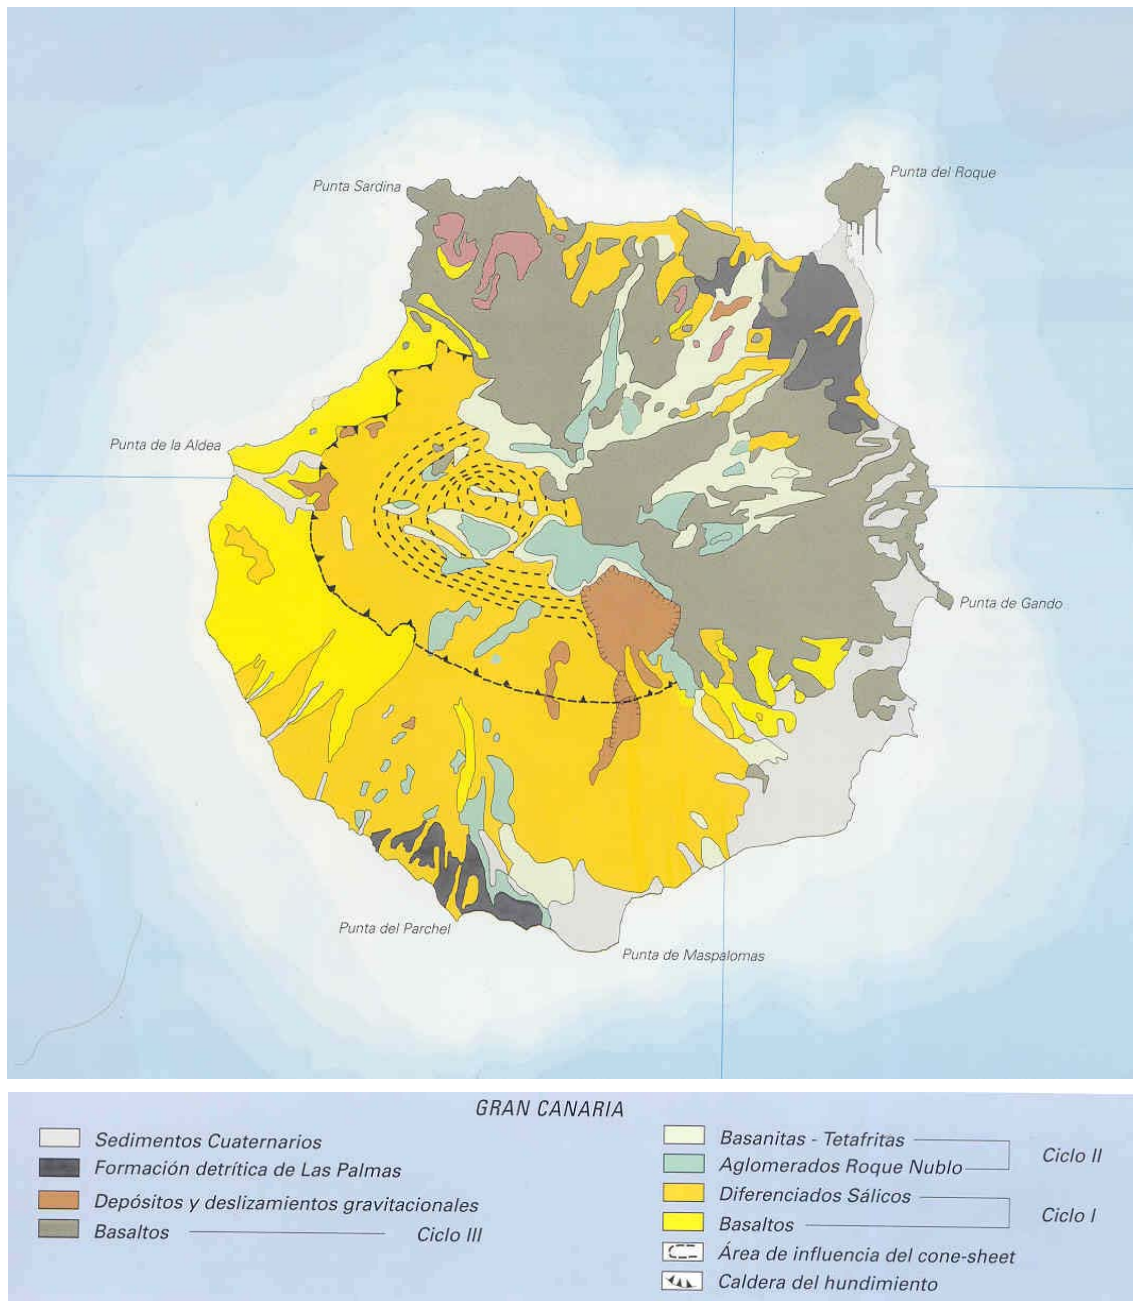 Punta Sardina
Punta del Roque
Punta de la Aldea
Punta de Gando
Punta del Parchel
Punta de Maspalomas
GRAN CANARIA
Sedimentos Cuaternarios
Formación detrítica de Las Palmas
Depósitos y deslizamientos gravitacionales
Basaltos
Ciclo III
Basanitas - Tetafritas
Aglomerados Roque Nublo
Ciclo II
Diferenciados Sálicos
Basaltos
Ciclo I
Área de influencia del cone-sheet
Caldera del hundimiento